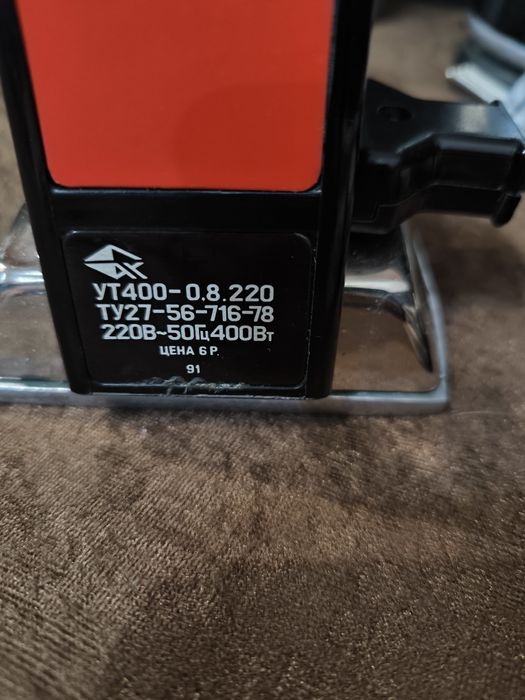 УТ400-0.8.220
ТУ27-56-716-78
220В~50Гц400Вт
ЦЕНА 6 Р.
91